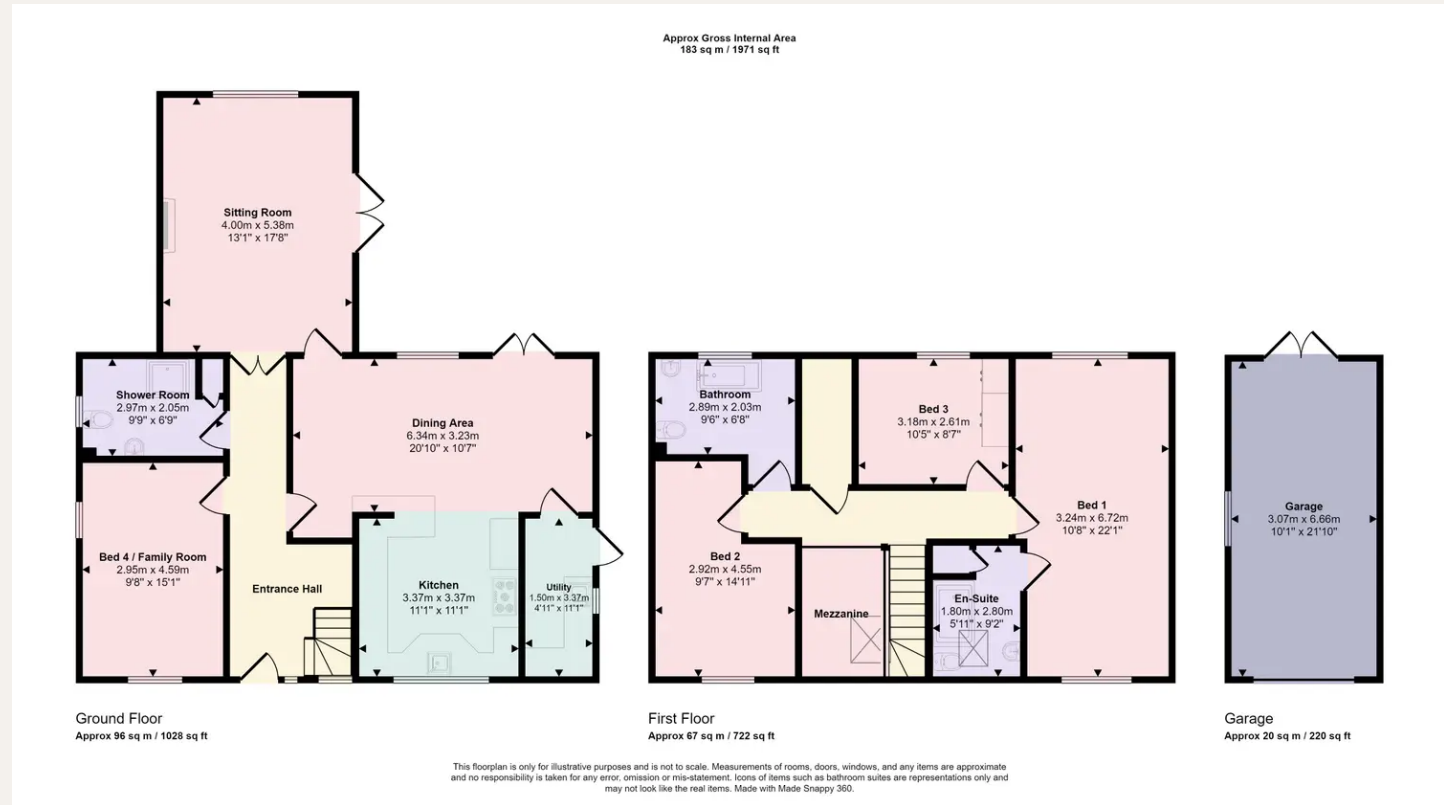 Approx Gross Internal Area
183 sq m / 1971 sq ft
Sitting Room
4.00m x 5.38m
13'1" x 17'8"
Shower Room
2.97m x 2.05m
9'9" x 6'9"
Dining Area
6.34m x 3.23m
20'10" x 10'7"
Bed 4 / Family Room
2.95m x 4.59m
9'8" x 15'1"
Entrance Hall
Kitchen
3.37m x 3.37m
11'1" x 11'1"
Utility
1.50m x 3.37m
4'11" x 11'1"
Bathroom
2.89m x 2.03m
9'6" x 6'8"
Bed 3
3.18m x 2.61m
10'5" x 8'7"
Bed 1
3.24m x 6.72m
10'8" x 22'1"
Bed 2
2.92m x 4.55m
9'7" x 14'11"
Mezzanine
En-Suite
1.80m x 2.80m
5'11" x 9'2"
Garage
3.07m x 6.66m
10'1" x 21'10"
Ground Floor
Approx 96 sq m / 1028 sq ft
First Floor
Approx 67 sq m / 722 sq ft
Garage
Approx 20 sq m / 220 sq ft
This floorplan is only for illustrative purposes and is not to scale. Measurements of rooms, doors, windows, and any items are approximate
and no responsibility is taken for any error, omission or mis-statement. Icons of items such as bathroom suites are representations only and
may not look like the real items. Made with Made Snappy 360.